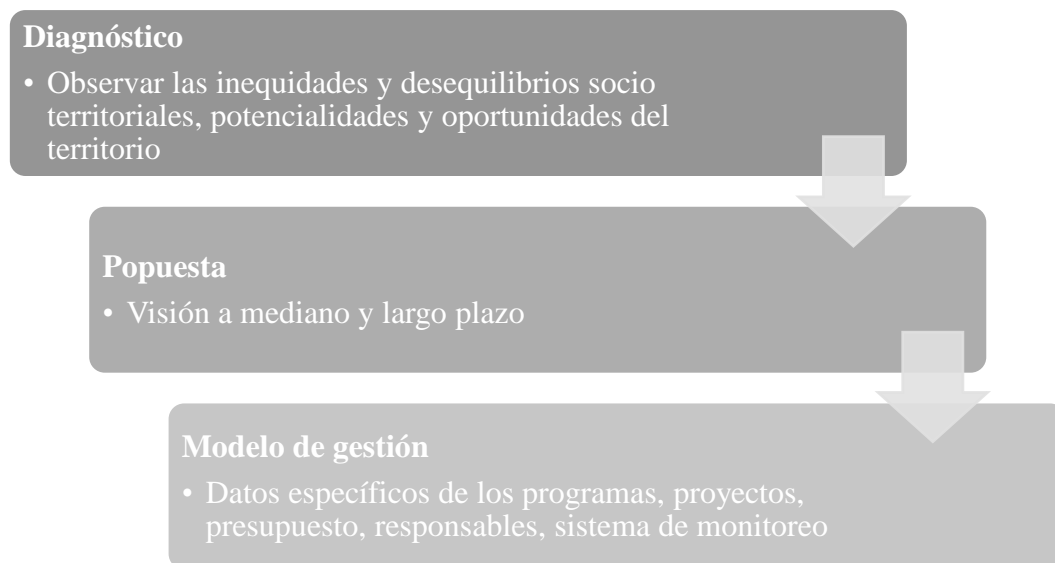 Diagnóstico
• Observar las inequidades y desequilibrios socio
territoriales, potencialidades y oportunidades del
territorio
Popuesta
• Visión a mediano y largo plazo
Modelo de gestión
• Datos específicos de los programas, proyectos,
presupuesto, responsables, sistema de monitoreo